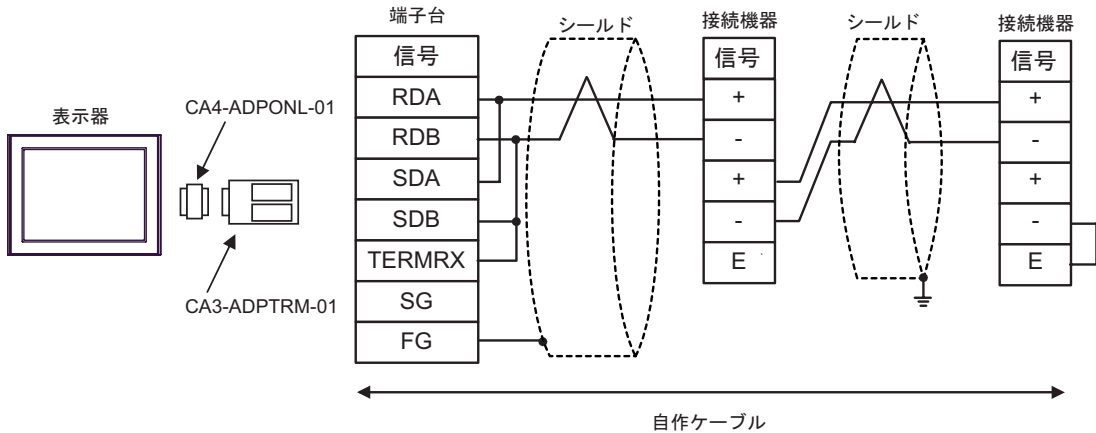 端子台
シールド
接続機器
シールド
接続機器
信号
信号
信号
表示器
CA4-ADPONL-01
RDA
+
+
RDB
-
-
SDA
+
+
SDB
-
-
TERMRX
E
E
CA3-ADPTRM-01
SG
FG
自作ケーブル